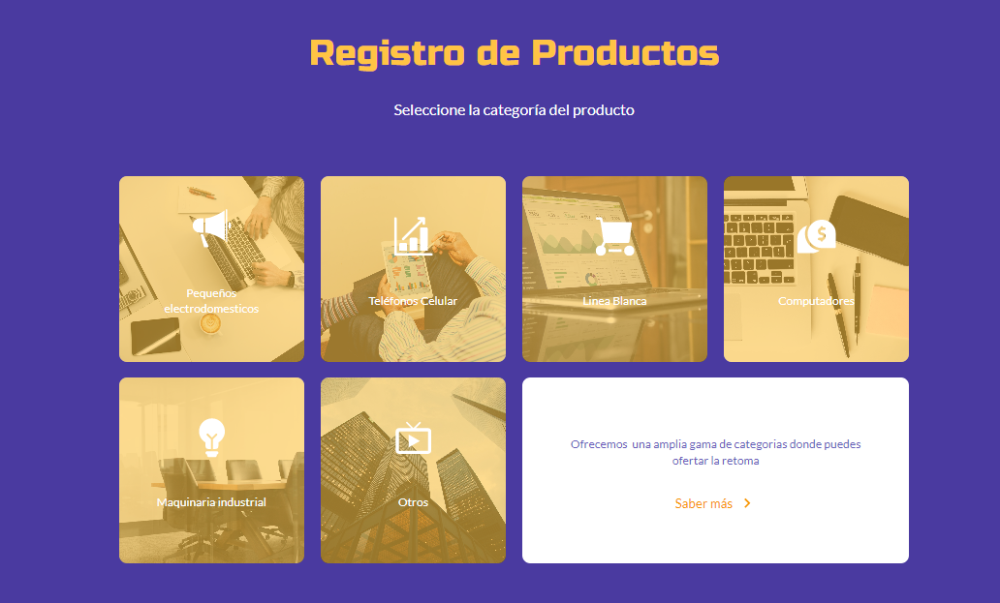 Registro de Productos
Seleccione la categoría del producto
Pequeños
electrodomesticos
Teléfonos Celular
Linea Blanca
Computadores
$
Maquinaria industrial
Otros
Ofrecemos una amplia gama de categorias donde puedes
ofertar la retoma
Saber más